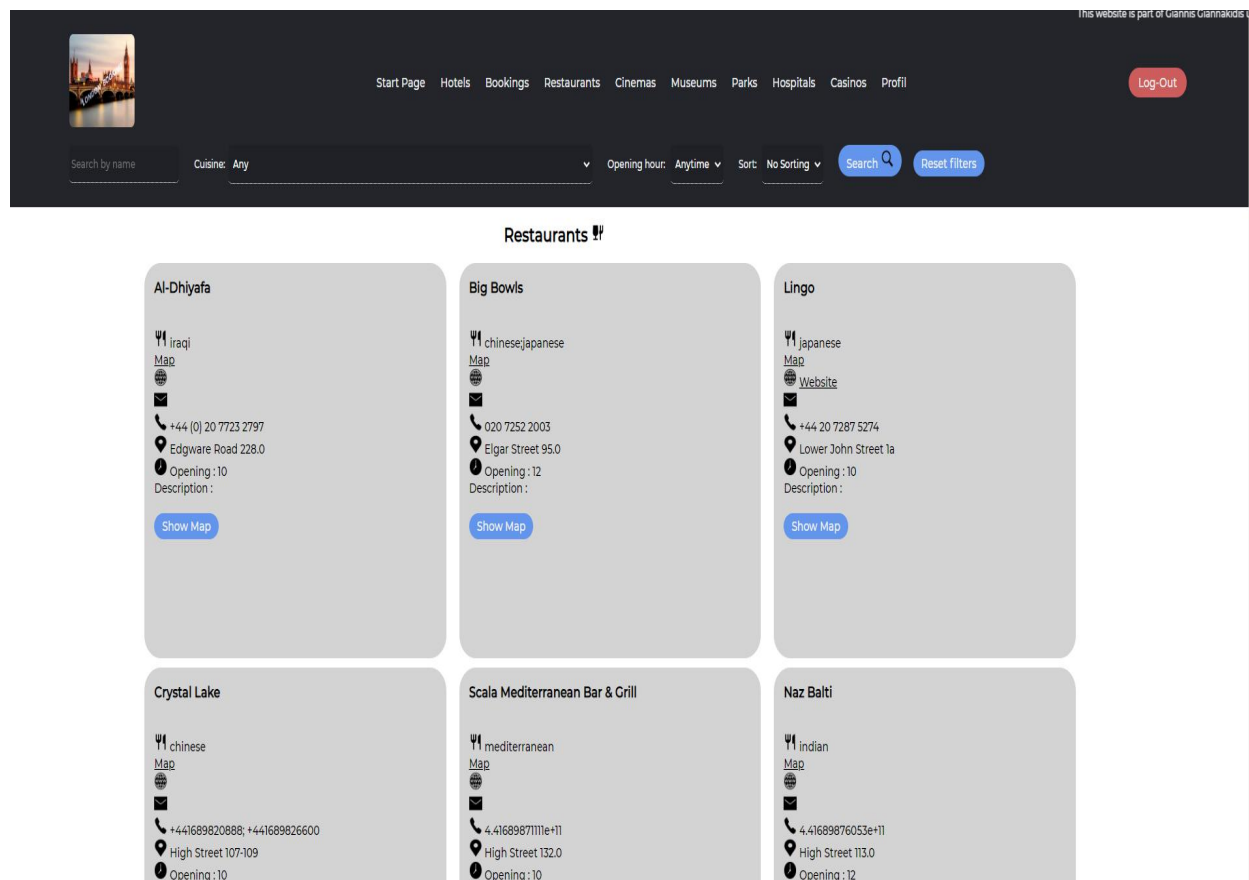 This website is part of Giannis Giannakidis
Start Page Hotels Bookings Restaurants Cinemas Museums Parks Hospitals Casinos Profil
Log-Out
Search by name Cuisine: Any Opening hour: Anytime Sort: No Sorting Search Reset filters
Restaurants
Al-Dhiyafa
iraqi
Map
+44 (0) 20 7723 2797
Edgware Road 228.0
Opening : 10
Description :
Show Map
Big Bowls
chinese;japanese
Map
020 7252 2003
Elgar Street 95.0
Opening : 12
Description :
Show Map
Lingo
japanese
Map
Website
+44 20 7287 5274
Lower John Street 1a
Opening : 10
Description :
Show Map
Crystal Lake
chinese
Map
+441689820888; +441689826600
High Street 107-109
Opening : 10
Scala Mediterranean Bar & Grill
mediterranean
Map
4.41689871111e+11
High Street 132.0
Opening : 10
Naz Balti
indian
Map
4.41689876053e+11
High Street 113.0
Opening : 12